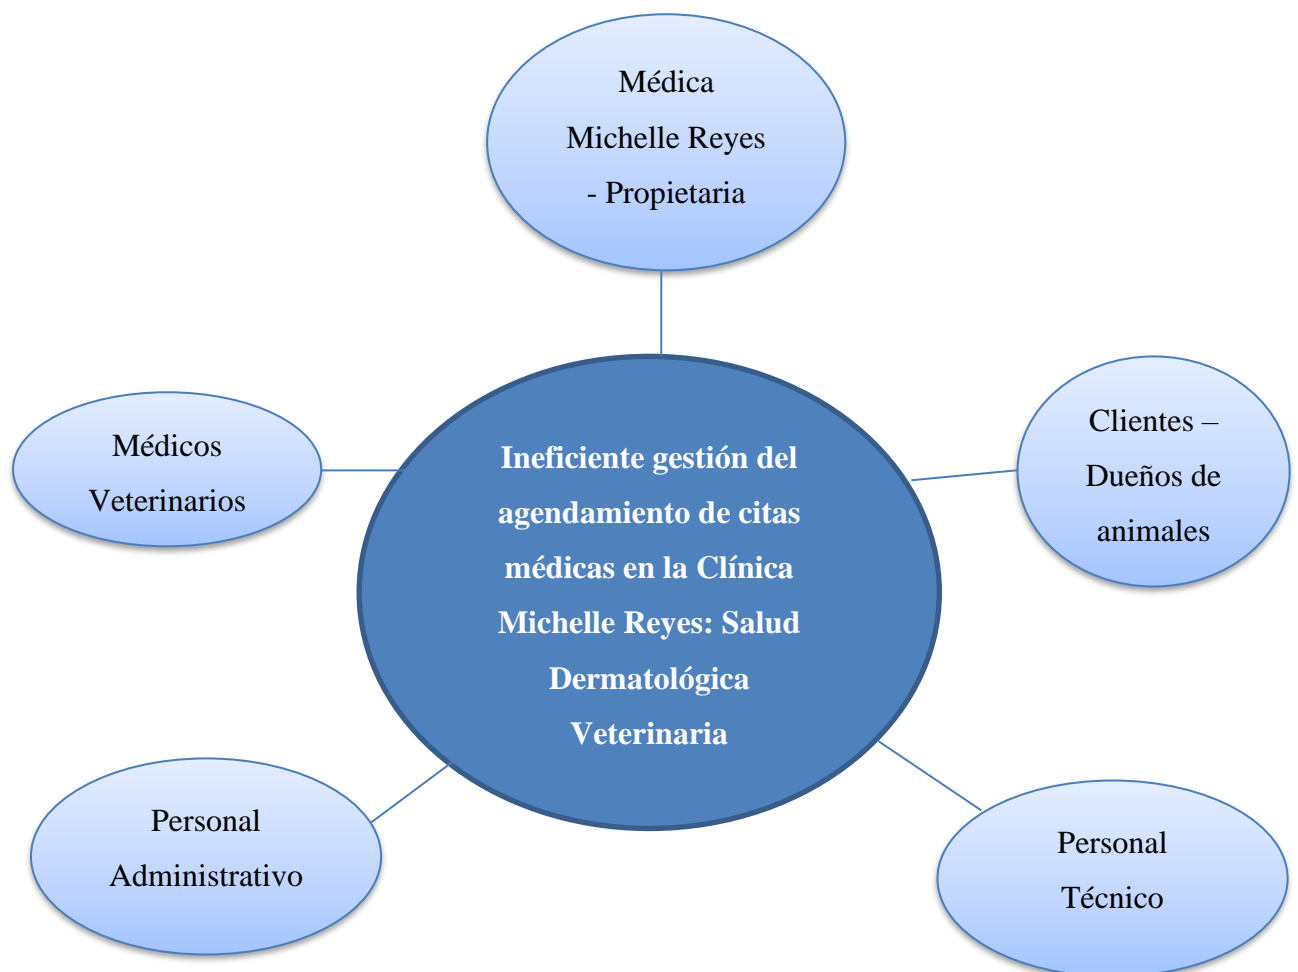 Médica
Michelle Reyes
- Propietaria
Médicos
Veterinarios
Ineficiente gestión del
agendamiento de citas
médicas en la Clínica
Michelle Reyes: Salud
Dermatológica
Veterinaria
Clientes –
Dueños de
animales
Personal
Administrativo
Personal
Técnico